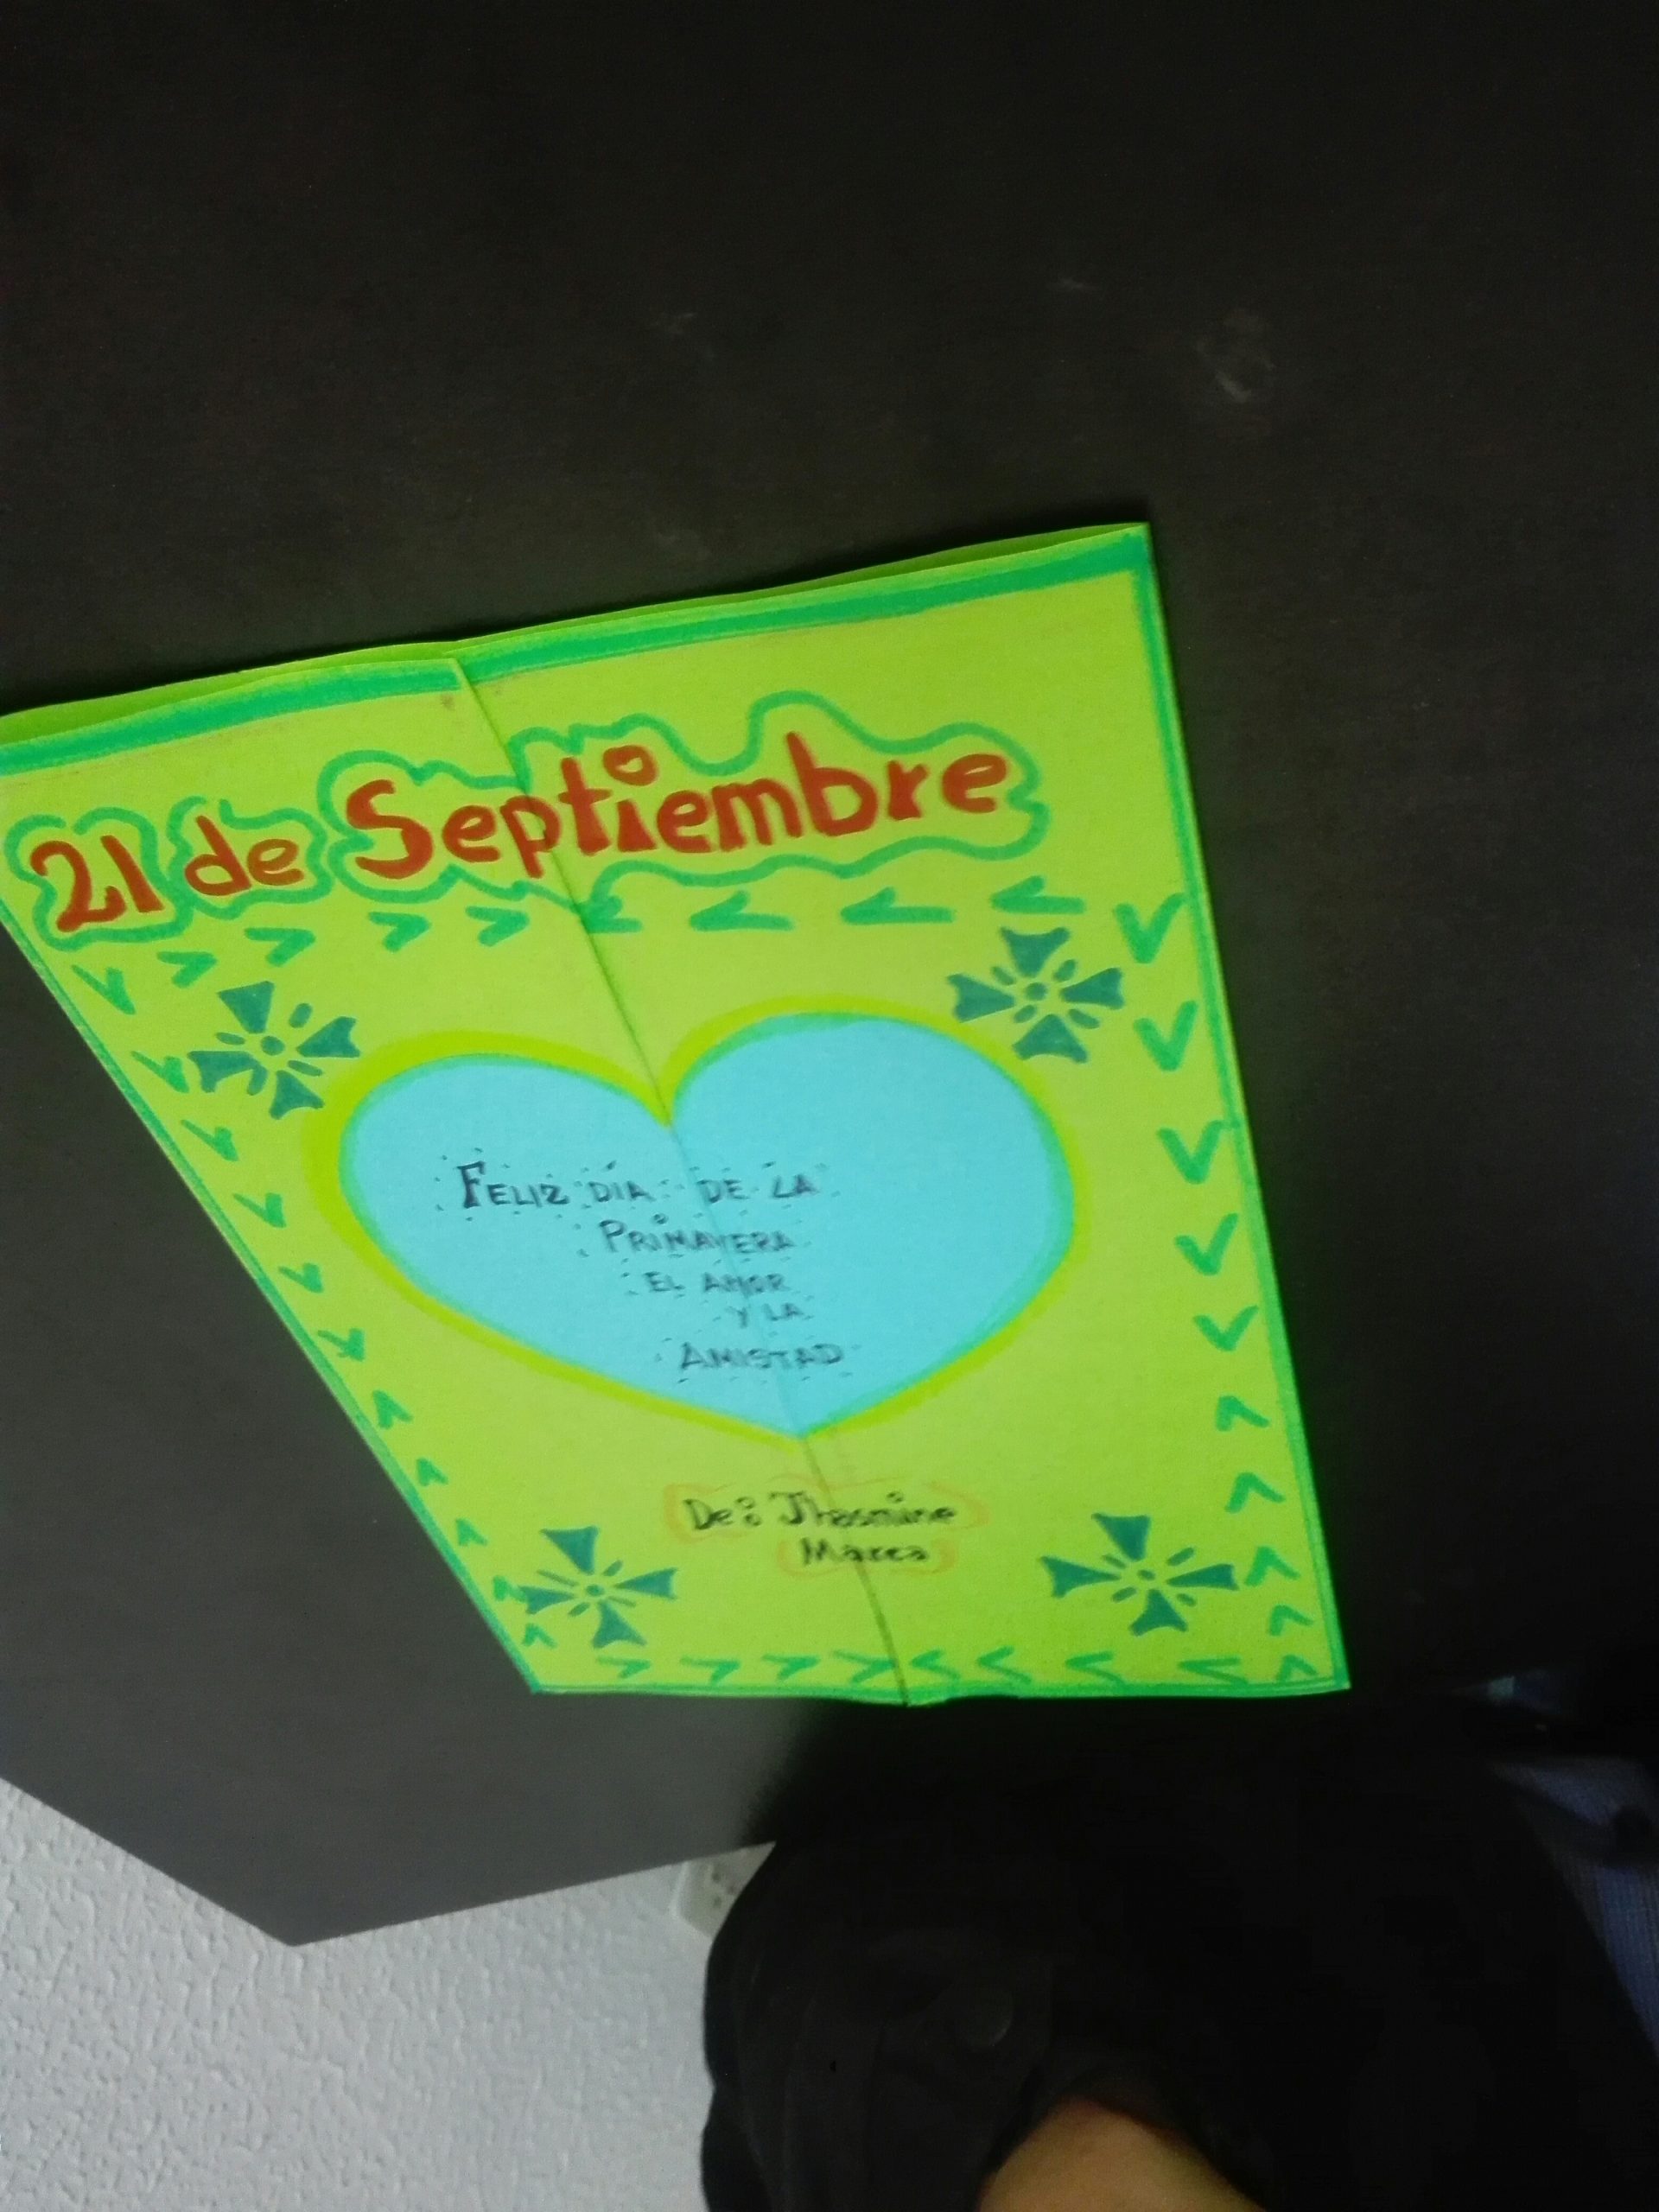 21 de Septiembre
FELIZ DÍA DE LA
PRIMAVERA
EL AMOR
Y LA
AMISTAD
De: Jhasmine
Marca